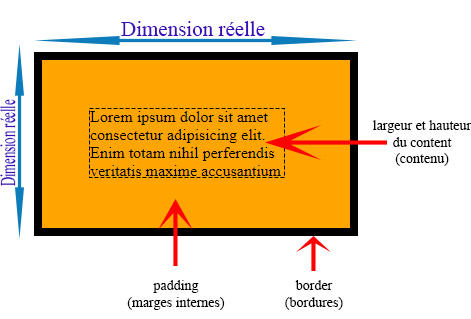 Dimension réelle
Dimension réelle
Lorem ipsum dolor sit amet
consectetur adipisicing elit.
Enim totam nihil perferendis
veritatis maxime accusantium
largeur et hauteur
du content
(contenu)
padding
(marges internes)
border
(bordures)